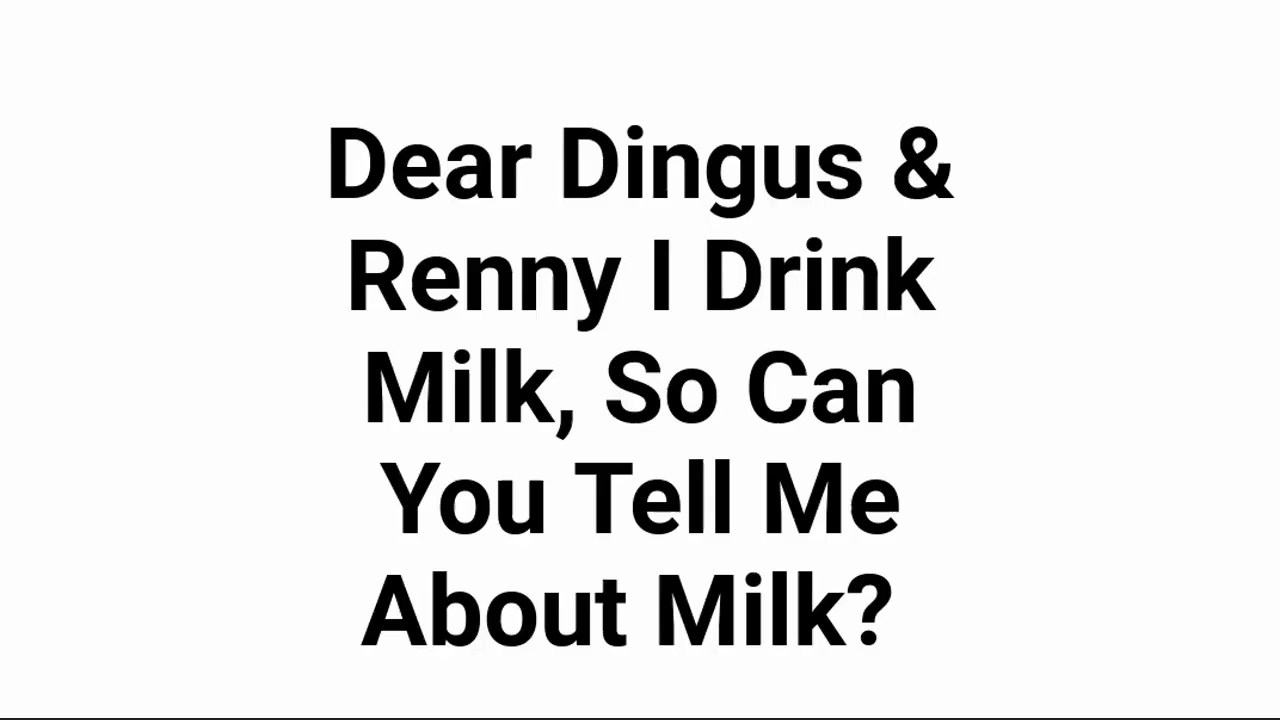 Dear Dingus &
Renny I Drink
Milk, So Can
You Tell Me
About Milk?